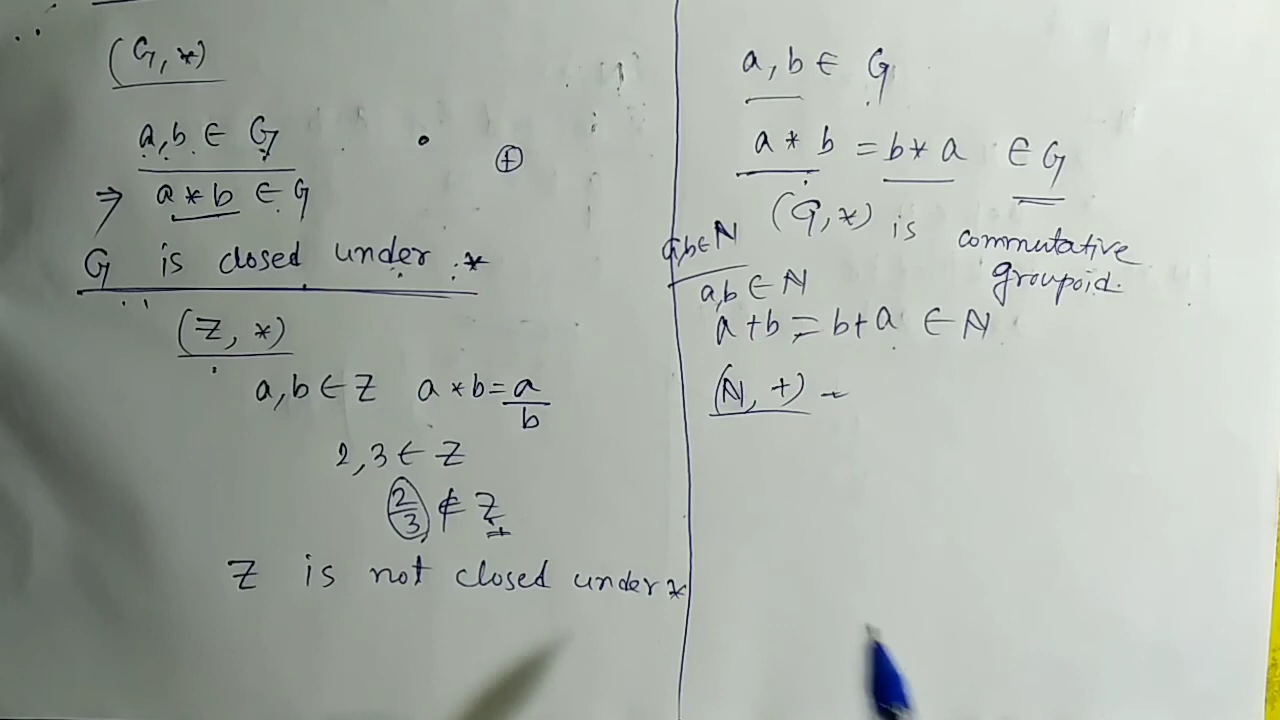 (G, *)
a, b ∈ G
⊕
⇒ a * b ∈ G
G is closed under *
(Z, *)
a, b ∈ Z a * b = a/b
2, 3 ∈ Z
2/3 ∉ Z
Z is not closed under *
a, b ∈ G
a * b = b * a ∈ G
(G, *) is commutative groupoid.
a,b ∈ N
a,b ∈ N
a + b = b + a ∈ N
(N, +) -